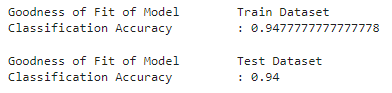 Goodness of Fit of Model Train Dataset
Classification Accuracy : 0.9477777777777778
Goodness of Fit of Model Test Dataset
Classification Accuracy : 0.94